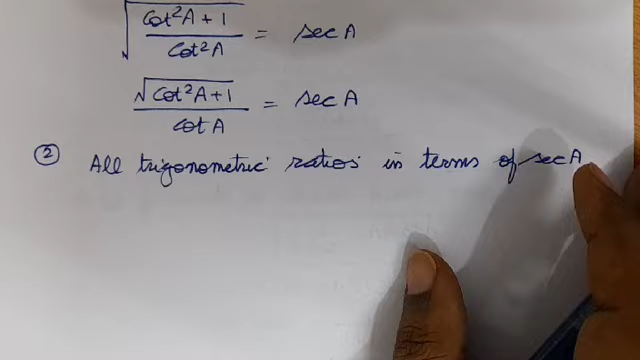 √(cot²A + 1 / cot²A) = sec A
√(cot²A + 1) / cot A = sec A
② All trigonometric ratios in terms of sec A